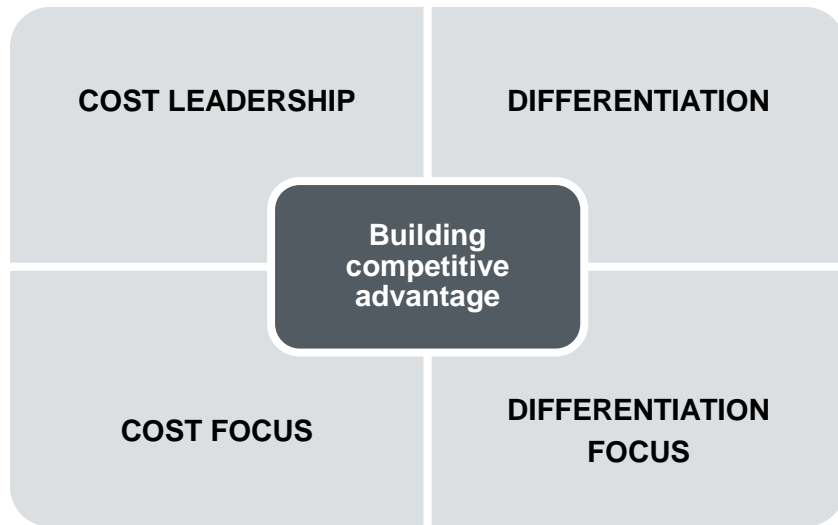 COST LEADERSHIP
DIFFERENTIATION
Building
competitive
advantage
COST FOCUS
DIFFERENTIATION
FOCUS